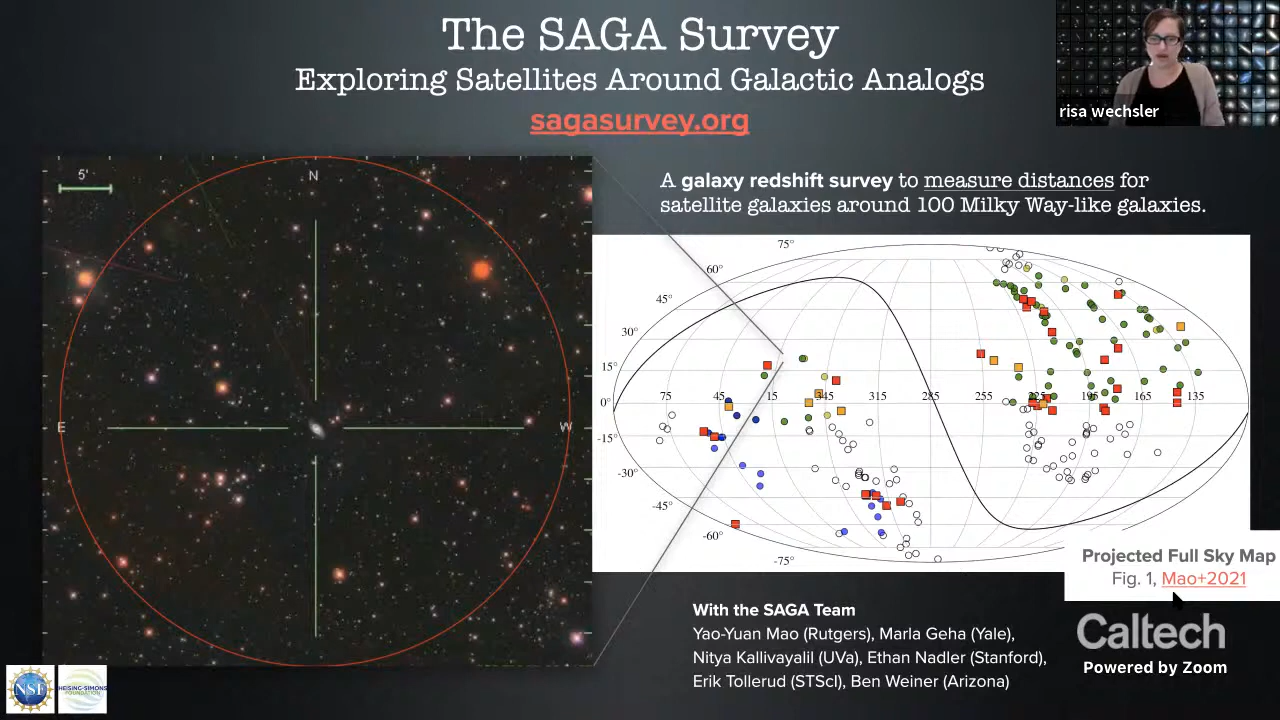 The SAGA Survey
Exploring Satellites Around Galactic Analogs
sagasurvey.org
risa wechsler
5'
N
E
W
A galaxy redshift survey to measure distances for
satellite galaxies around 100 Milky Way-like galaxies.
75°
60°
45°
30°
15°
0°
-15°
-30°
-45°
-60°
-75°
75
45
15
345
315
285
225
195
165
135
Projected Full Sky Map
Fig. 1, Mao+2021
With the SAGA Team
Yao-Yuan Mao (Rutgers), Marla Geha (Yale),
Nitya Kallivayalil (UVa), Ethan Nadler (Stanford),
Erik Tollerud (STScI), Ben Weiner (Arizona)
Caltech
Powered by Zoom
NSF
HEISING-SIMONS
FOUNDATION